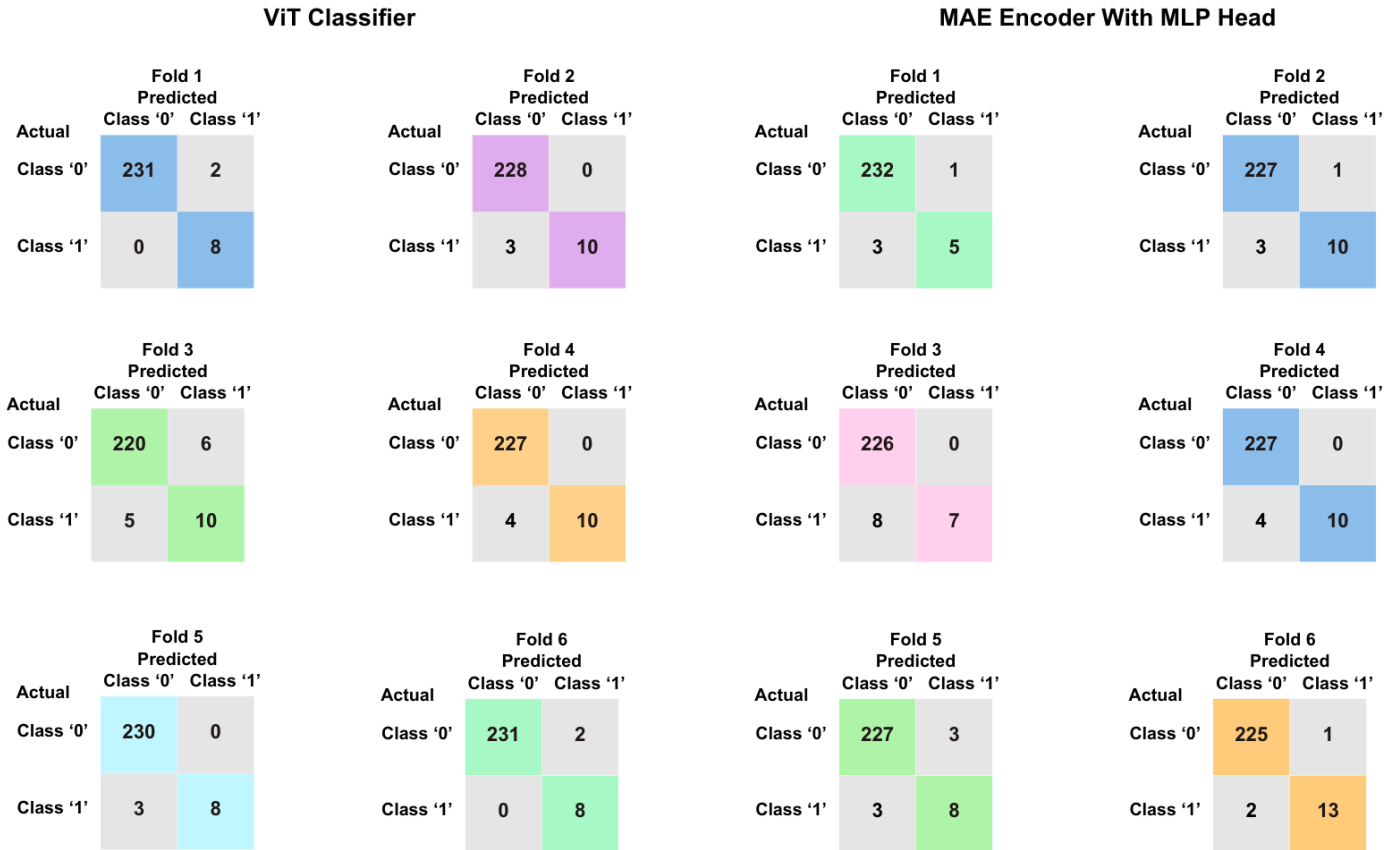 ViT Classifier
MAE Encoder With MLP Head
Fold 1
Predicted
Class ‘0’ Class ‘1’
Actual
Class ‘0’ 231 2
Class ‘1’ 0 8
Fold 2
Predicted
Class ‘0’ Class ‘1’
Actual
Class ‘0’ 228 0
Class ‘1’ 3 10
Fold 1
Predicted
Class ‘0’ Class ‘1’
Actual
Class ‘0’ 232 1
Class ‘1’ 3 5
Fold 2
Predicted
Class ‘0’ Class ‘1’
Actual
Class ‘0’ 227 1
Class ‘1’ 3 10
Fold 3
Predicted
Class ‘0’ Class ‘1’
Actual
Class ‘0’ 220 6
Class ‘1’ 5 10
Fold 4
Predicted
Class ‘0’ Class ‘1’
Actual
Class ‘0’ 227 0
Class ‘1’ 4 10
Fold 3
Predicted
Class ‘0’ Class ‘1’
Actual
Class ‘0’ 226 0
Class ‘1’ 8 7
Fold 4
Predicted
Class ‘0’ Class ‘1’
Actual
Class ‘0’ 227 0
Class ‘1’ 4 10
Fold 5
Predicted
Class ‘0’ Class ‘1’
Actual
Class ‘0’ 230 0
Class ‘1’ 3 8
Fold 6
Predicted
Class ‘0’ Class ‘1’
Actual
Class ‘0’ 231 2
Class ‘1’ 0 8
Fold 5
Predicted
Class ‘0’ Class ‘1’
Actual
Class ‘0’ 227 3
Class ‘1’ 3 8
Fold 6
Predicted
Class ‘0’ Class ‘1’
Actual
Class ‘0’ 225 1
Class ‘1’ 2 13